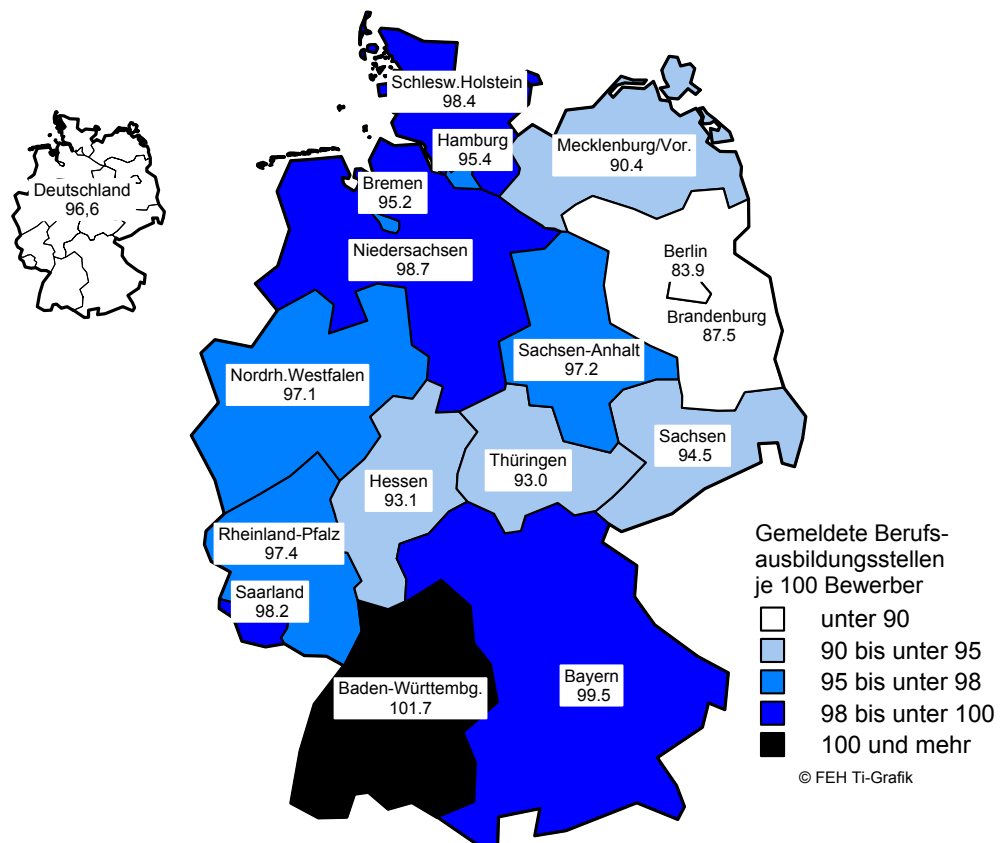 Schlesw.Holstein
98.4
Hamburg
95.4
Mecklenburg/Vor.
90.4
Deutschland
96,6
Bremen
95.2
Niedersachsen
98.7
Berlin
83.9
Brandenburg
87.5
Sachsen-Anhalt
97.2
Nordrh.Westfalen
97.1
Sachsen
94.5
Thüringen
93.0
Hessen
93.1
Rheinland-Pfalz
97.4
Saarland
98.2
Baden-Württembg.
101.7
Bayern
99.5
Gemeldete Berufs-
ausbildungsstellen
je 100 Bewerber
unter 90
90 bis unter 95
95 bis unter 98
98 bis unter 100
100 und mehr
© FEH Ti-Grafik